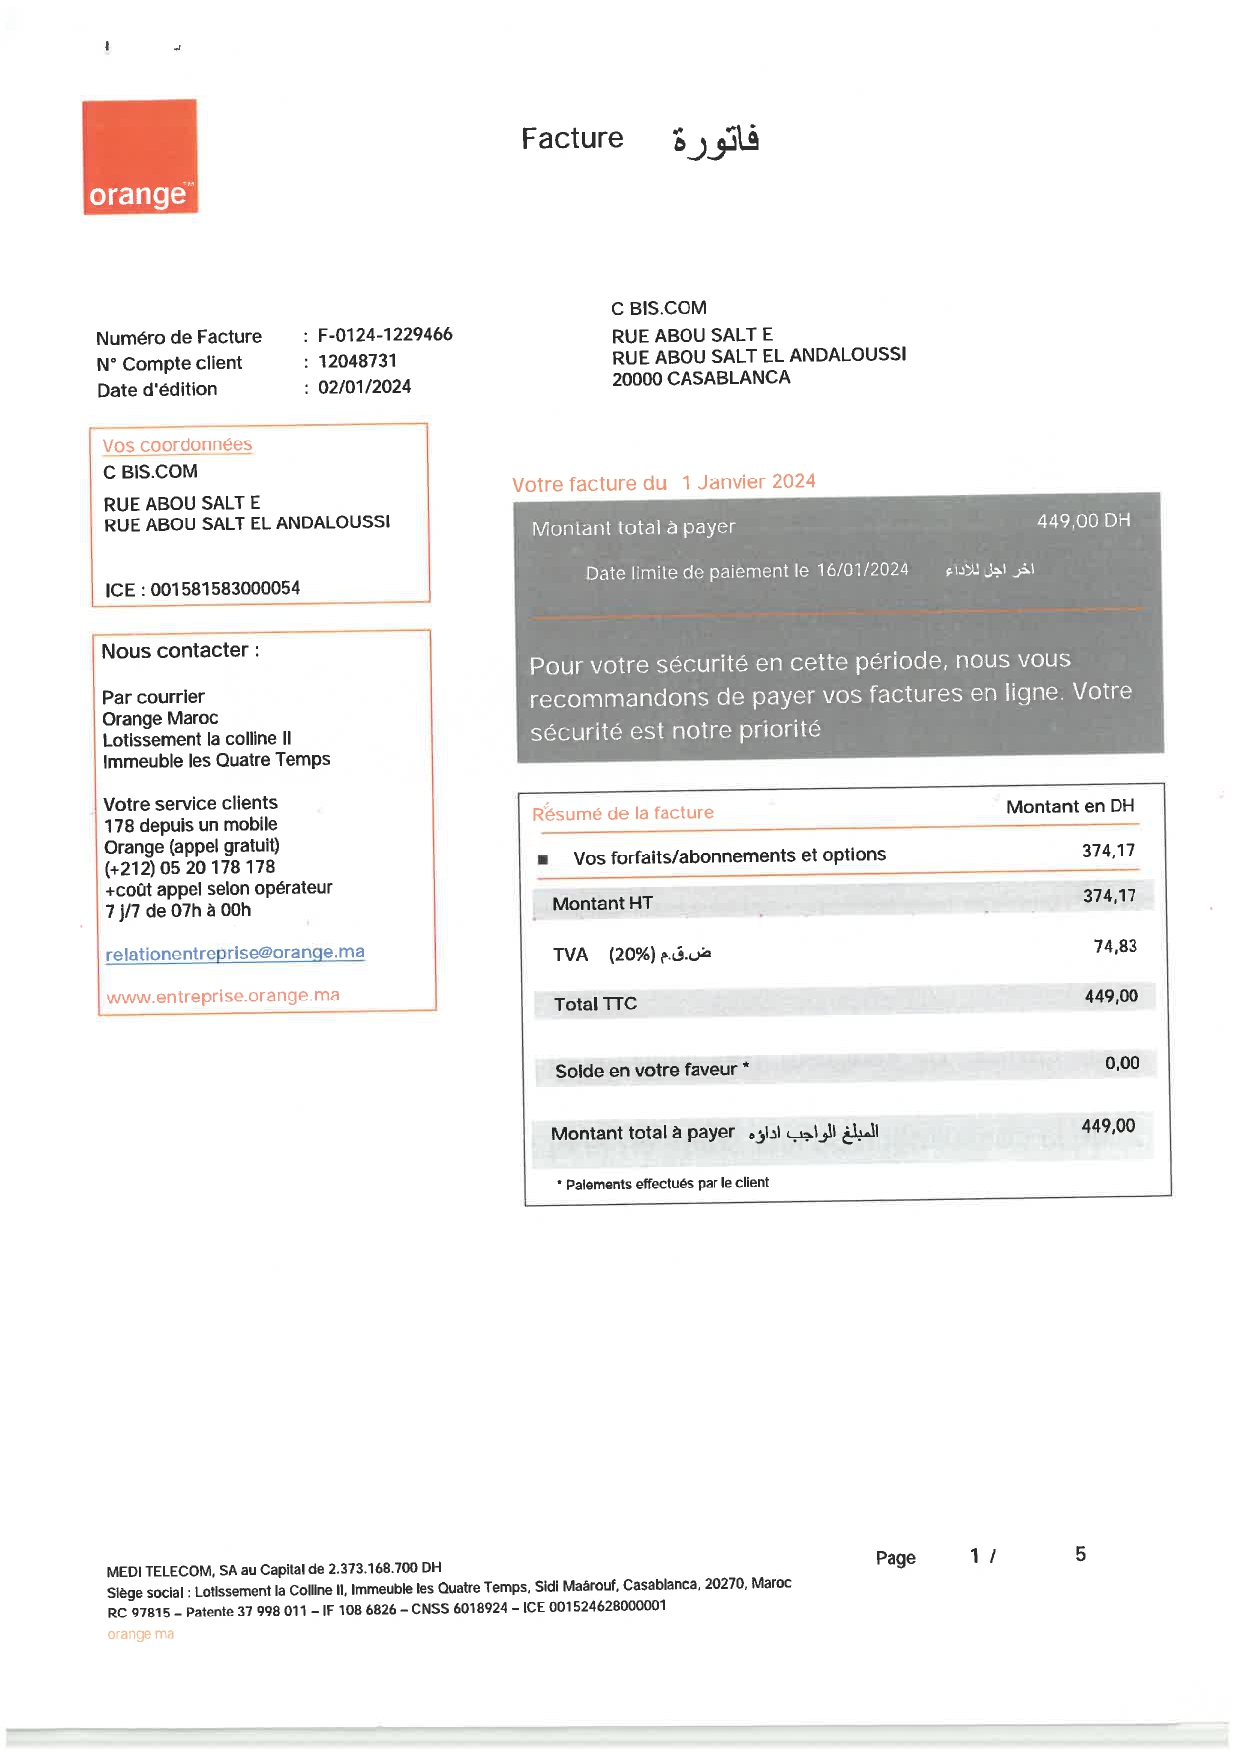 orange™
Facture فاتورة
C BIS.COM
RUE ABOU SALT E
RUE ABOU SALT EL ANDALOUSSI
20000 CASABLANCA
Numéro de Facture : F-0124-1229466
N° Compte client : 12048731
Date d'édition : 02/01/2024
Vos coordonnées
C BIS.COM
RUE ABOU SALT E
RUE ABOU SALT EL ANDALOUSSI
ICE : 001581583000054
Nous contacter :
Par courrier
Orange Maroc
Lotissement la colline II
Immeuble les Quatre Temps
Votre service clients
178 depuis un mobile
Orange (appel gratuit)
(+212) 05 20 178 178
+coût appel selon opérateur
7 j/7 de 07h à 00h
relationentreprise@orange.ma
www.entreprise.orange.ma
Votre facture du 1 Janvier 2024
Montant total à payer 449,00 DH
Date limite de paiement le 16/01/2024 اخر اجل للأداء
Pour votre sécurité en cette période, nous vous
recommandons de payer vos factures en ligne. Votre
sécurité est notre priorité
Résumé de la facture Montant en DH
▪ Vos forfaits/abonnements et options 374,17
Montant HT 374,17
TVA (20%) ض.ق.م 74,83
Total TTC 449,00
Solde en votre faveur * 0,00
Montant total à payer المبلغ الواجب اداؤه 449,00
* Paiements effectués par le client
Page 1 / 5
MEDI TELECOM, SA au Capital de 2.373.168.700 DH
Siège social : Lotissement la Colline II, Immeuble les Quatre Temps, Sidi Maârouf, Casablanca, 20270, Maroc
RC 97815 – Patente 37 998 011 – IF 108 6826 – CNSS 6018924 – ICE 001524628000001
orange ma